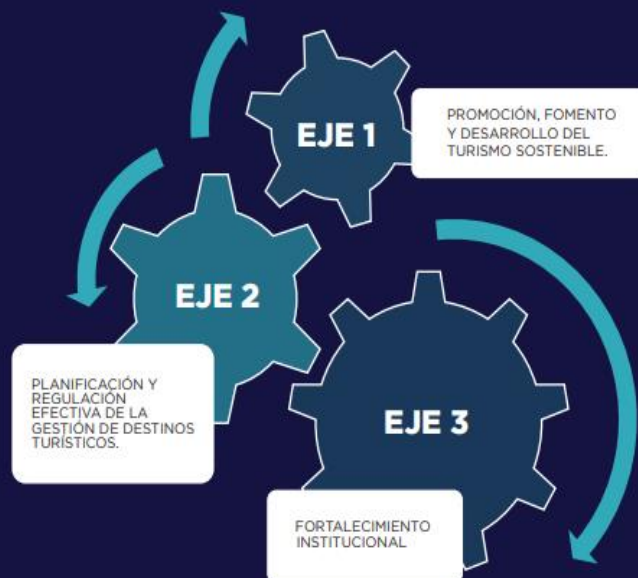 EJE 1
PROMOCIÓN, FOMENTO
Y DESARROLLO DEL
TURISMO SOSTENIBLE.
EJE 2
PLANIFICACIÓN Y
REGULACIÓN
EFECTIVA DE LA
GESTIÓN DE DESTINOS
TURÍSTICOS.
EJE 3
FORTALECIMIENTO
INSTITUCIONAL